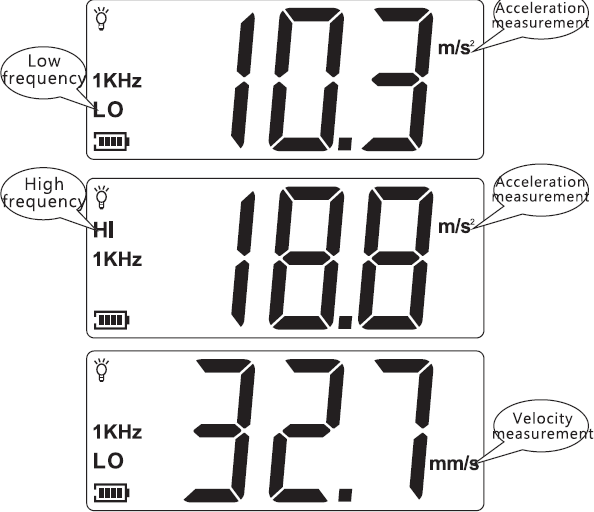 Acceleration
measurement
10.3 m/s²
Low
frequency
1KHz
LO
High
frequency
Acceleration
measurement
HI
18.8 m/s²
1KHz
32.7
1KHz
Velocity
measurement
LO
mm/s